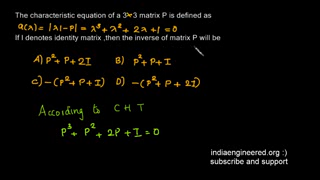 The characteristic equation of a 3×3 matrix P is defined as
a(λ) = |λI-P| = λ³ + λ² + 2λ + 1 = 0
If I denotes identity matrix ,then the inverse of matrix P will be
A) P² + P + 2I B) P² + P + I
C) -(P² + P + I) D) -(P² + P + 2I)
According to C H T
P³ + P² + 2P + I = 0
indiaengineered.org :)
subscribe and support